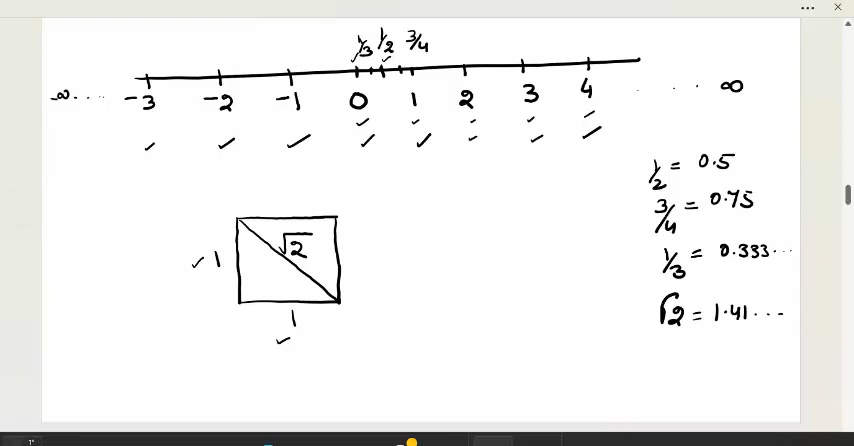 1/3 1/2 3/4
-∞.... -3 -2 -1 0 1 2 3 4 . . . ∞
1/2 = 0.5
3/4 = 0.75
1/3 = 0.333...
√2 = 1.41...
√2
1
1